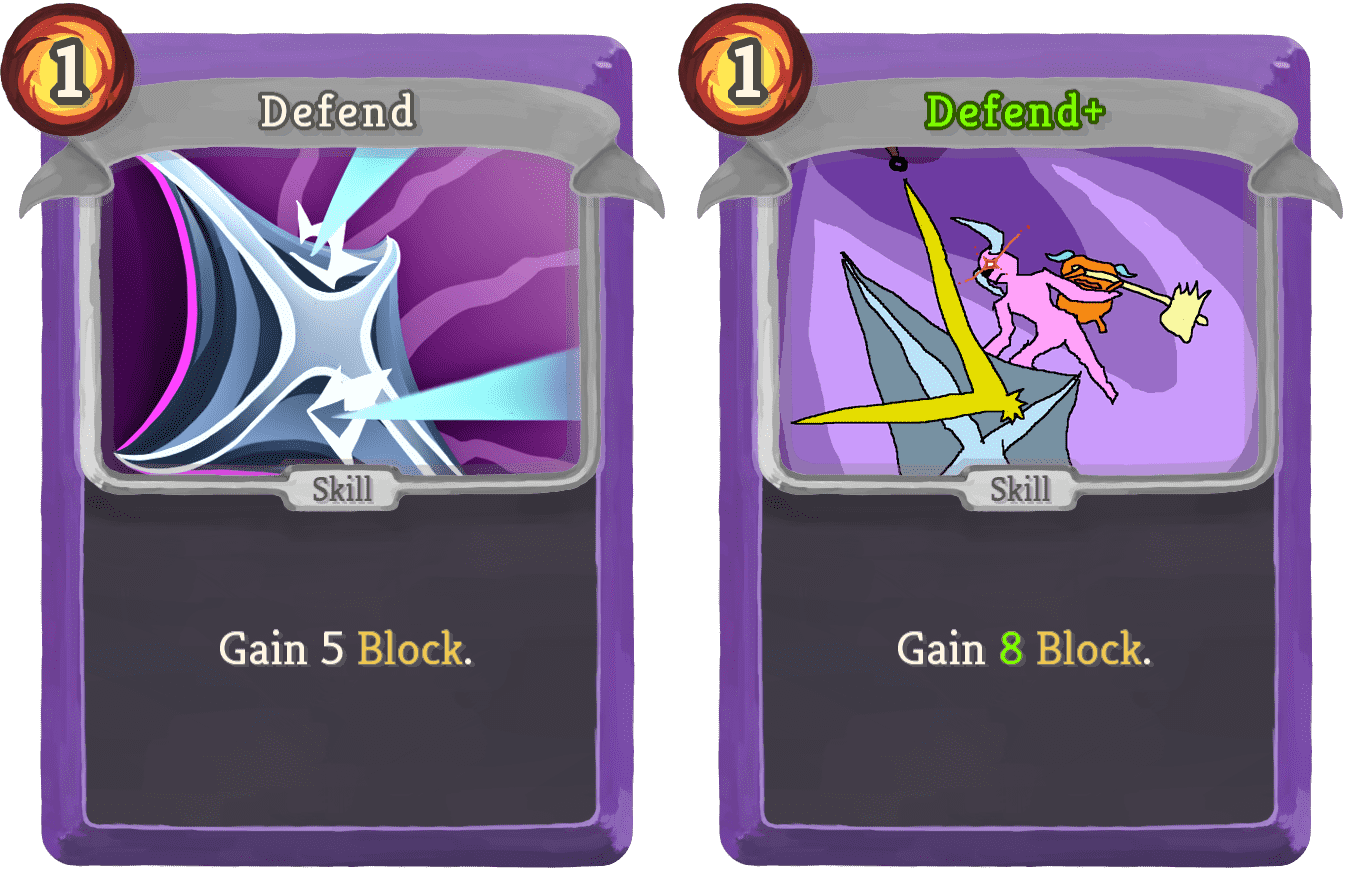 1
Defend
Skill
Gain 5 Block.
1
Defend+
Skill
Gain 8 Block.